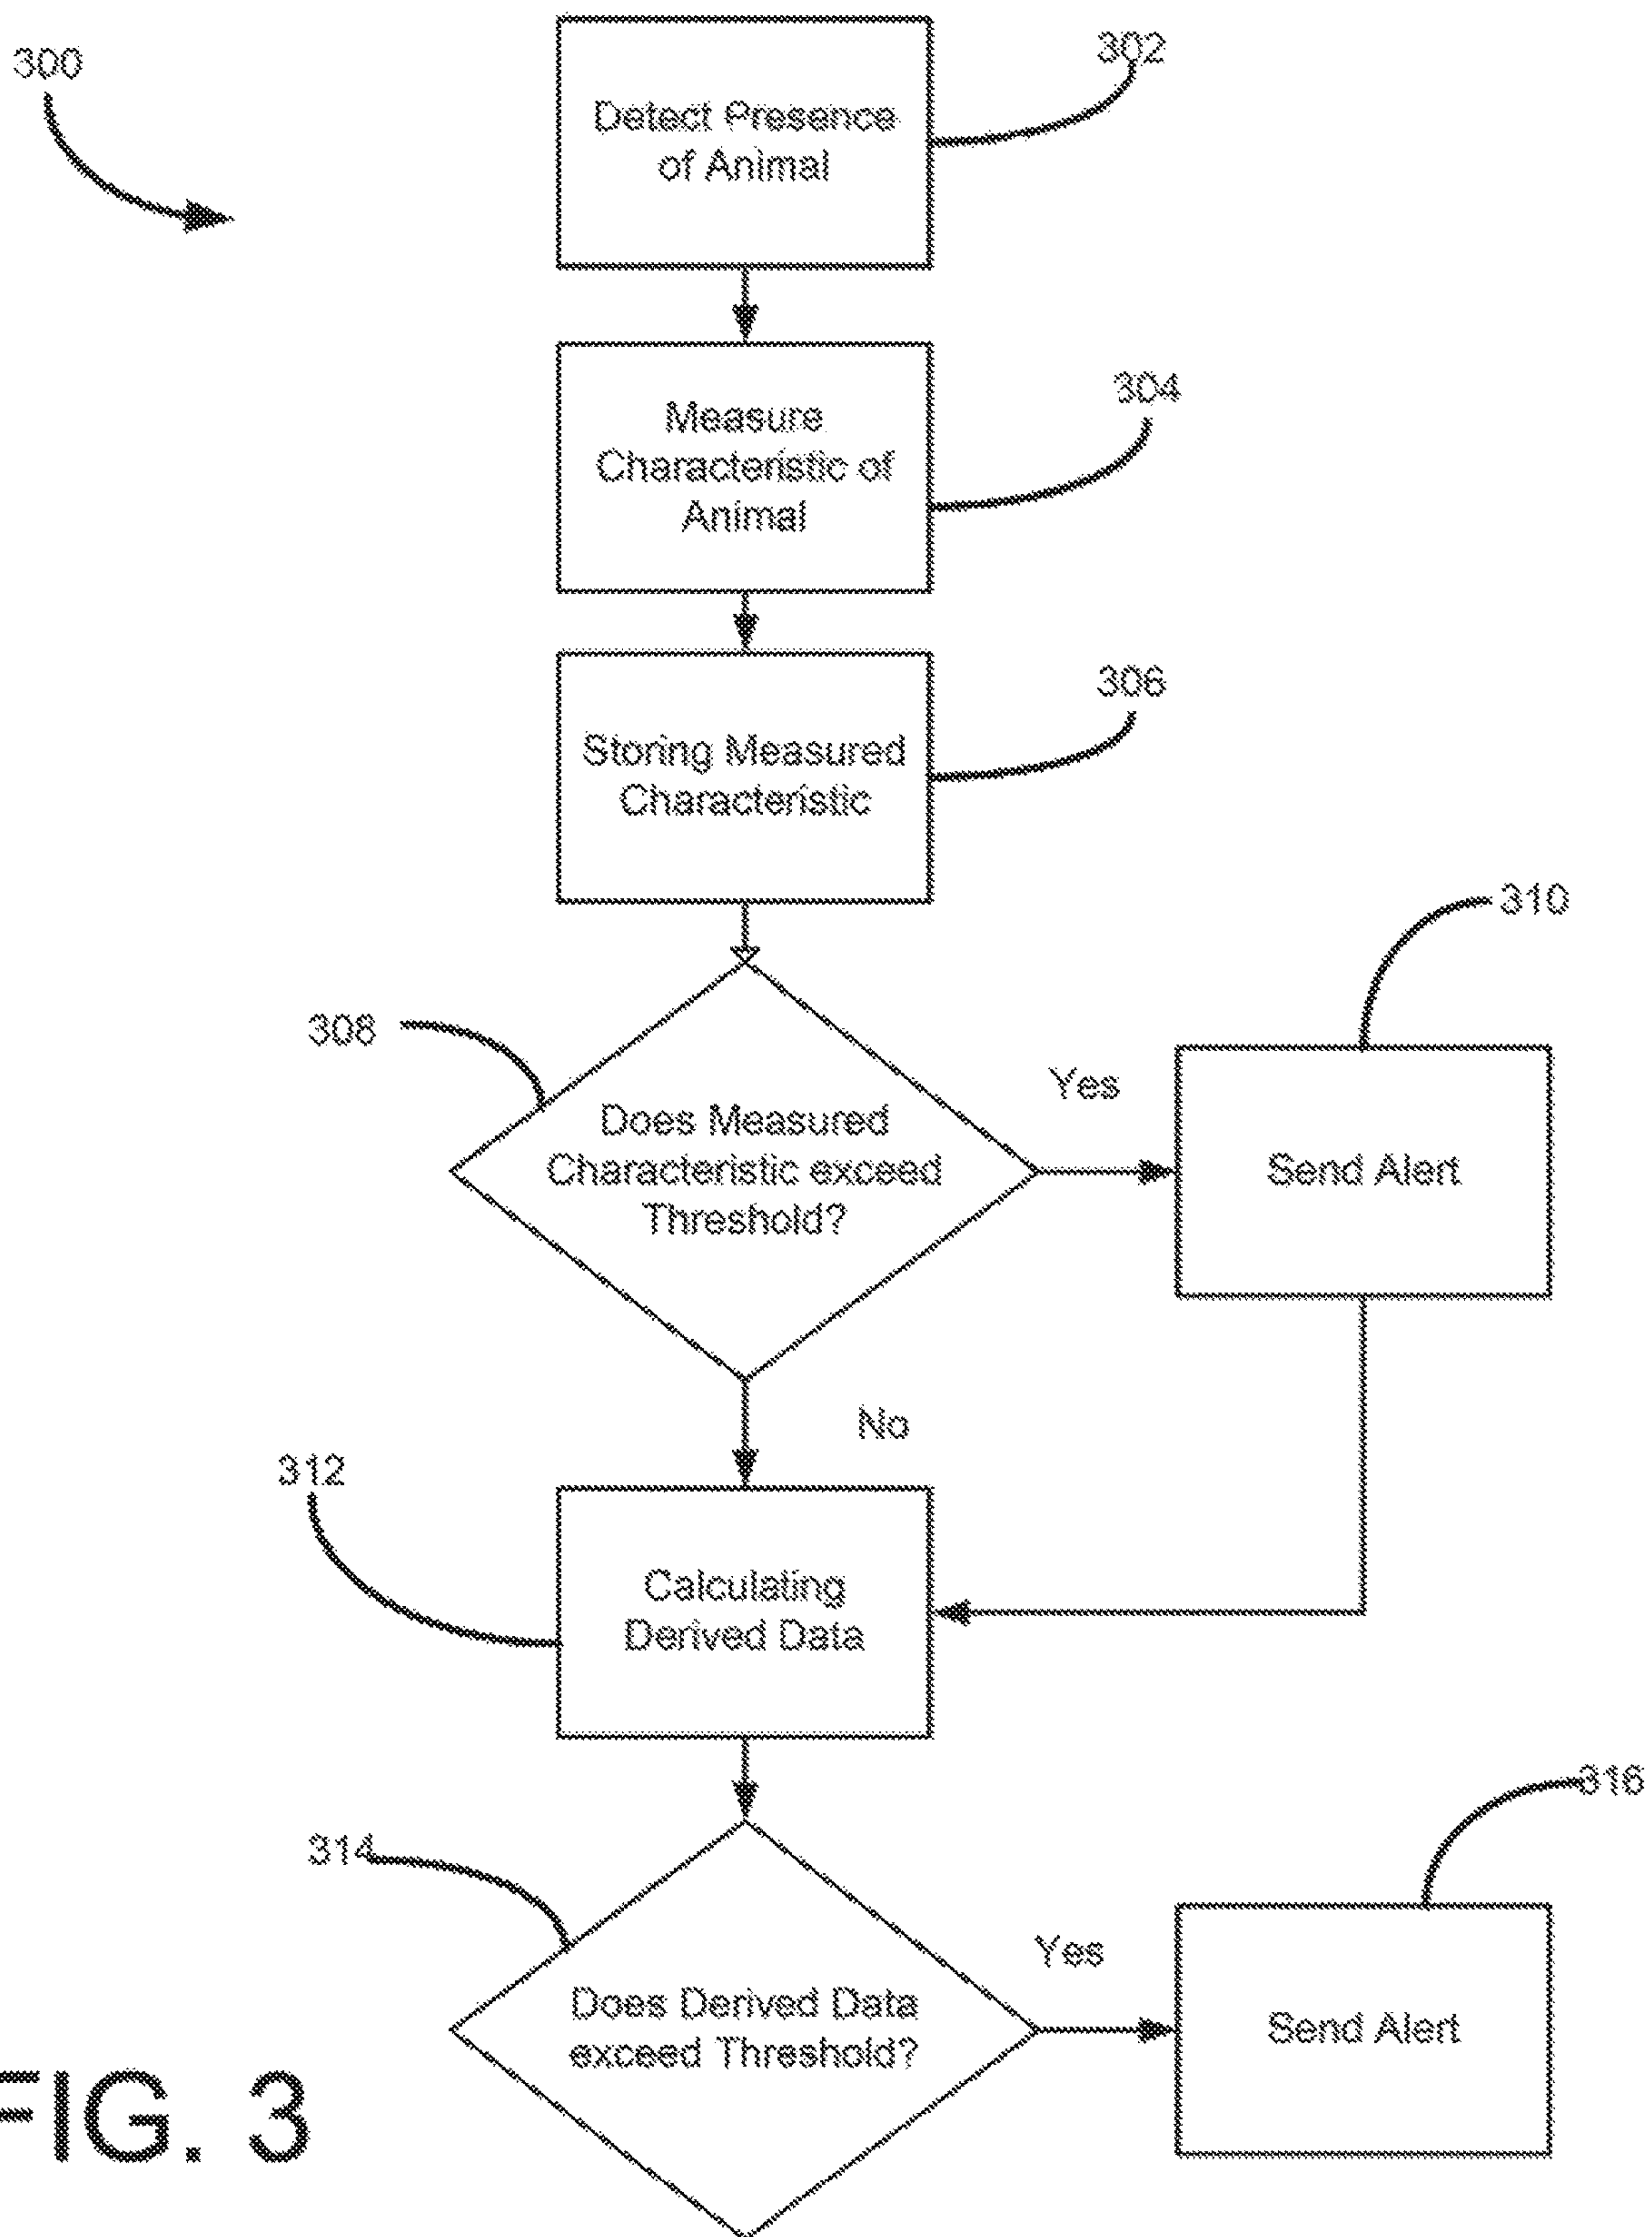 300
302
Detect Presence
of Animal
304
Measure
Characteristic of
Animal
306
Storing Measured
Characteristic
310
308
Yes
Does Measured
Characteristic exceed
Threshold?
Send Alert
No
312
Calculating
Derived Data
316
314
Yes
Does Derived Data
exceed Threshold?
Send Alert
FIG. 3